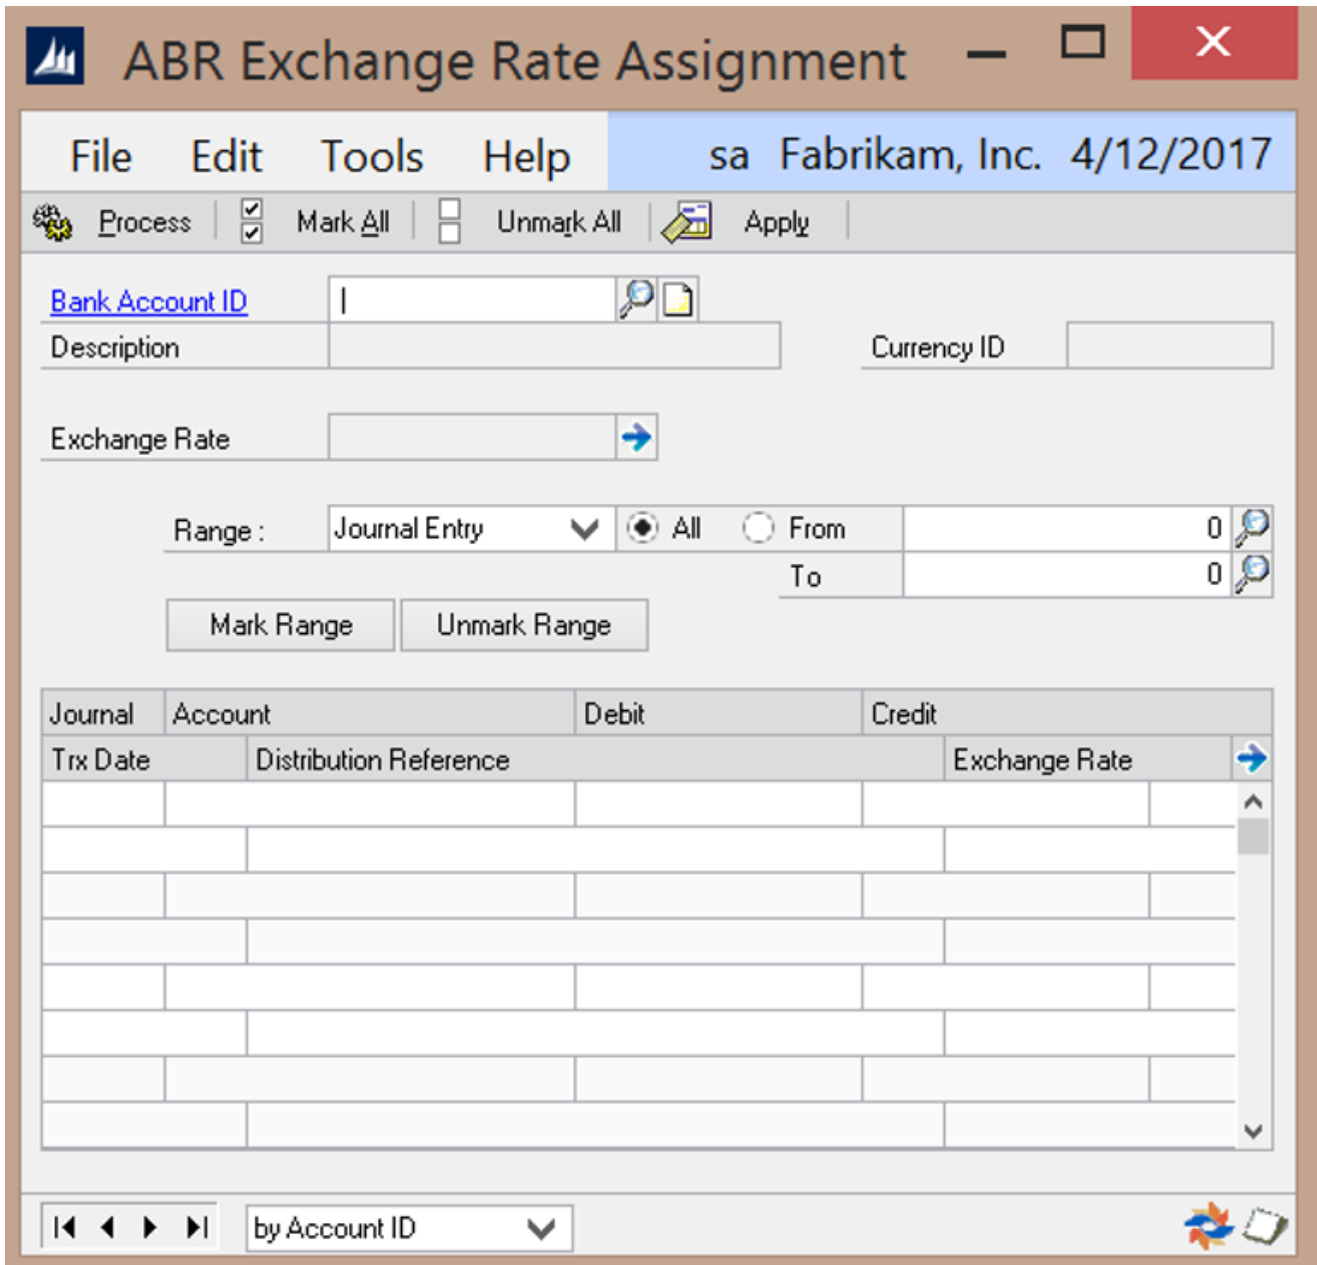 ABR Exchange Rate Assignment
File Edit Tools Help sa Fabrikam, Inc. 4/12/2017
Process Mark All Unmark All Apply
Bank Account ID
Description Currency ID
Exchange Rate
Range : Journal Entry All From 0
To 0
Mark Range Unmark Range
Journal Account Debit Credit
Trx Date Distribution Reference Exchange Rate
by Account ID